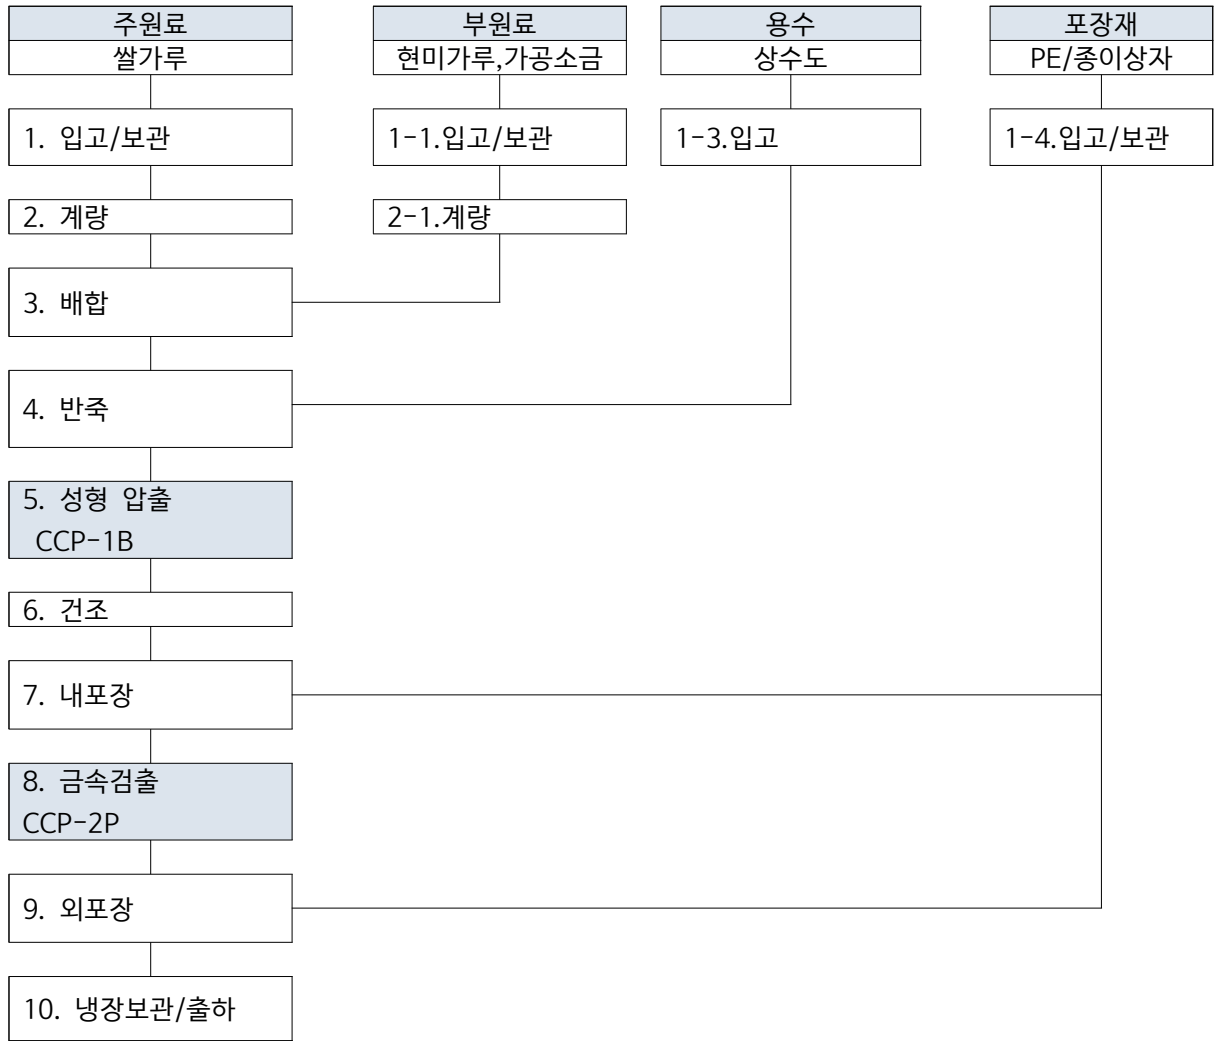 주원료
부원료
용수
포장재
쌀가루
현미가루,가공소금
상수도
PE/종이상자
1. 입고/보관
1-1.입고/보관
1-3.입고
1-4.입고/보관
2. 계량
2-1.계량
3. 배합
4. 반죽
5. 성형 압출
CCP-1B
6. 건조
7. 내포장
8. 금속검출
CCP-2P
9. 외포장
10. 냉장보관/출하